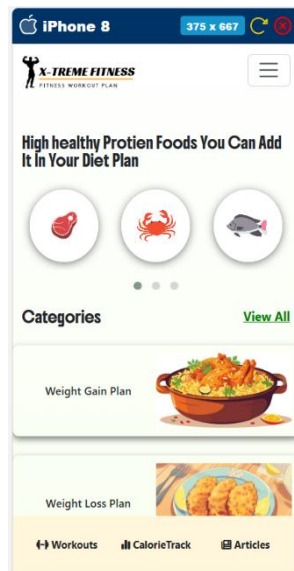 iPhone 8
375 x 667
X-TREME FITNESS
FITNESS WORKOUT PLAN
High healthy Protien Foods You Can Add
It In Your Diet Plan
Categories
View All
Weight Gain Plan
Weight Loss Plan
Workouts
CalorieTrack
Articles